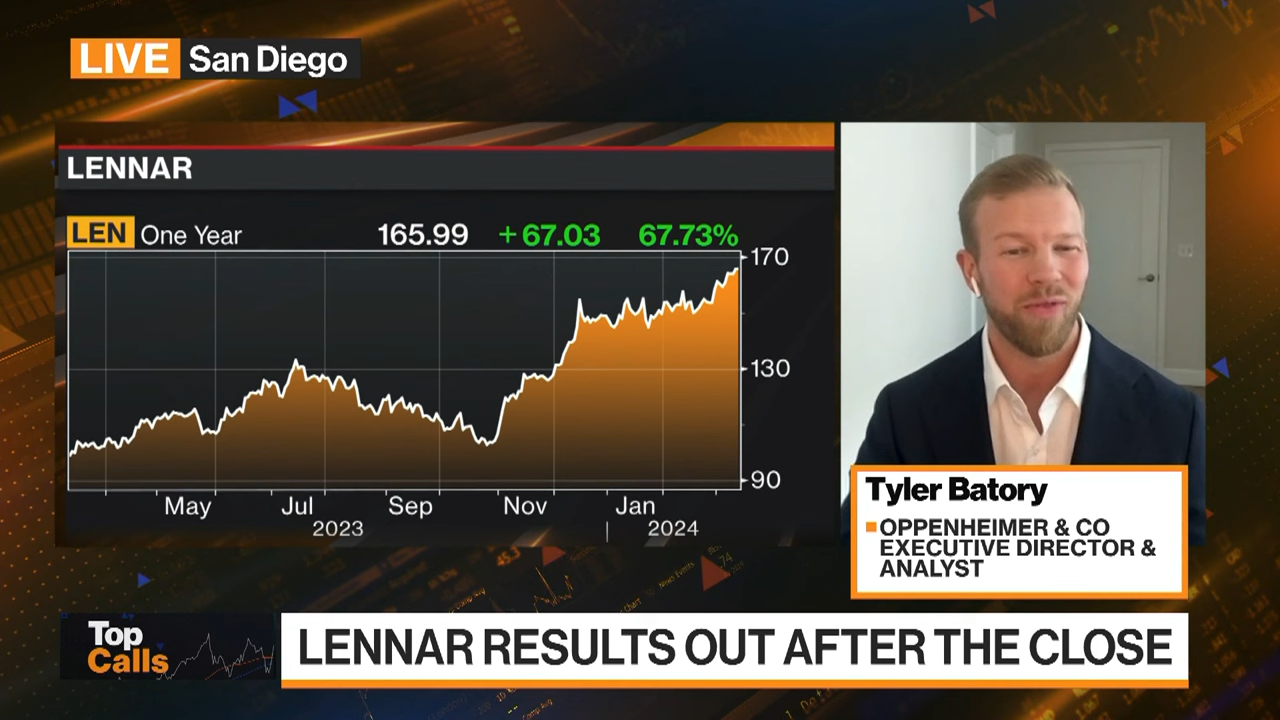 LIVE San Diego
LENNAR
LEN One Year 165.99 +67.03 67.73%
170
130
90
May Jul Sep Nov Jan
2023 2024
Tyler Batory
OPPENHEIMER & CO
EXECUTIVE DIRECTOR &
ANALYST
Top
Calls
LENNAR RESULTS OUT AFTER THE CLOSE